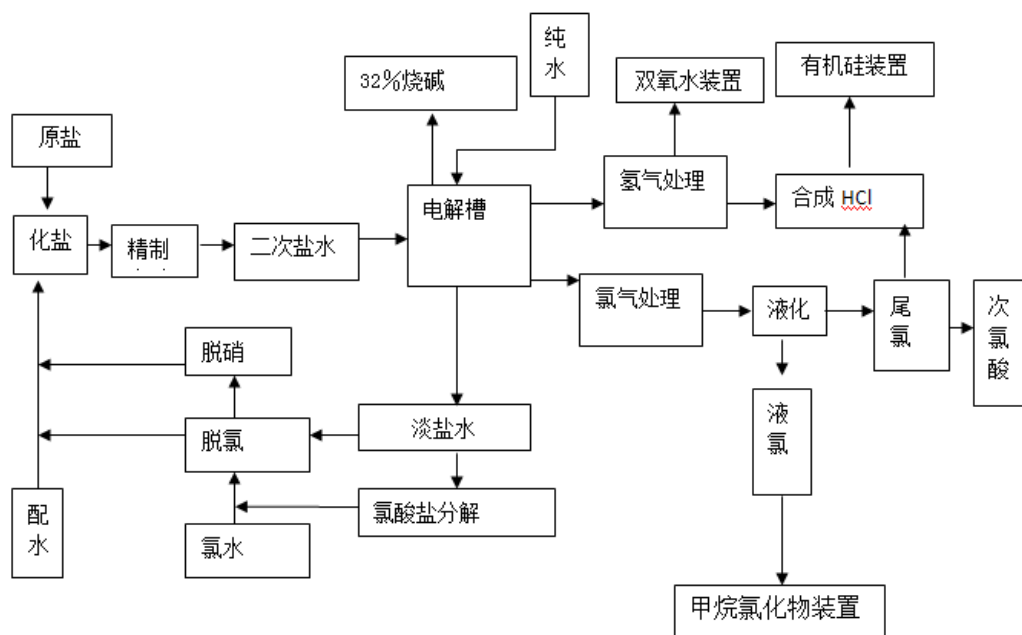 纯
水
32%烧碱
双氧水装置
有机硅装置
原盐
氢气处理
合成 HCl
电解槽
化盐
精制
二次盐水
氯气处理
液化
尾
氯
次
氯
酸
脱硝
液
氯
脱氯
淡盐水
配
水
氯酸盐分解
氯水
甲烷氯化物装置